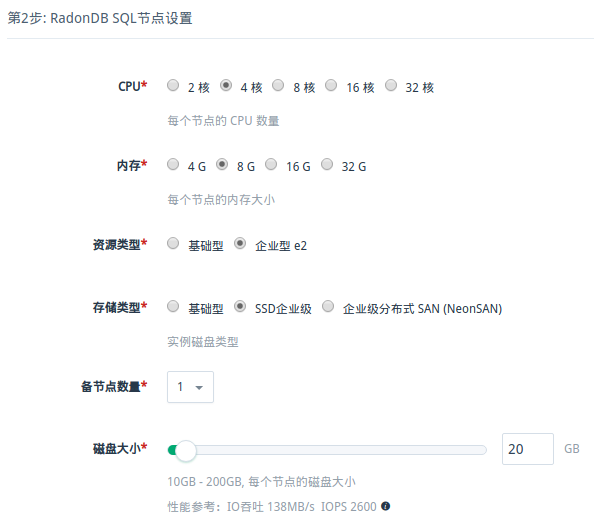 第2步: RadonDB SQL节点设置
CPU* 2 核 4 核 8 核 16 核 32 核
每个节点的 CPU 数量
内存* 4 G 8 G 16 G 32 G
每个节点的内存大小
资源类型* 基础型 企业型 e2
存储类型* 基础型 SSD企业级 企业级分布式 SAN (NeonSAN)
实例磁盘类型
备节点数量* 1
磁盘大小* 20 GB
10GB - 200GB, 每个节点的磁盘大小
性能参考：IO吞吐 138MB/s IOPS 2600 i